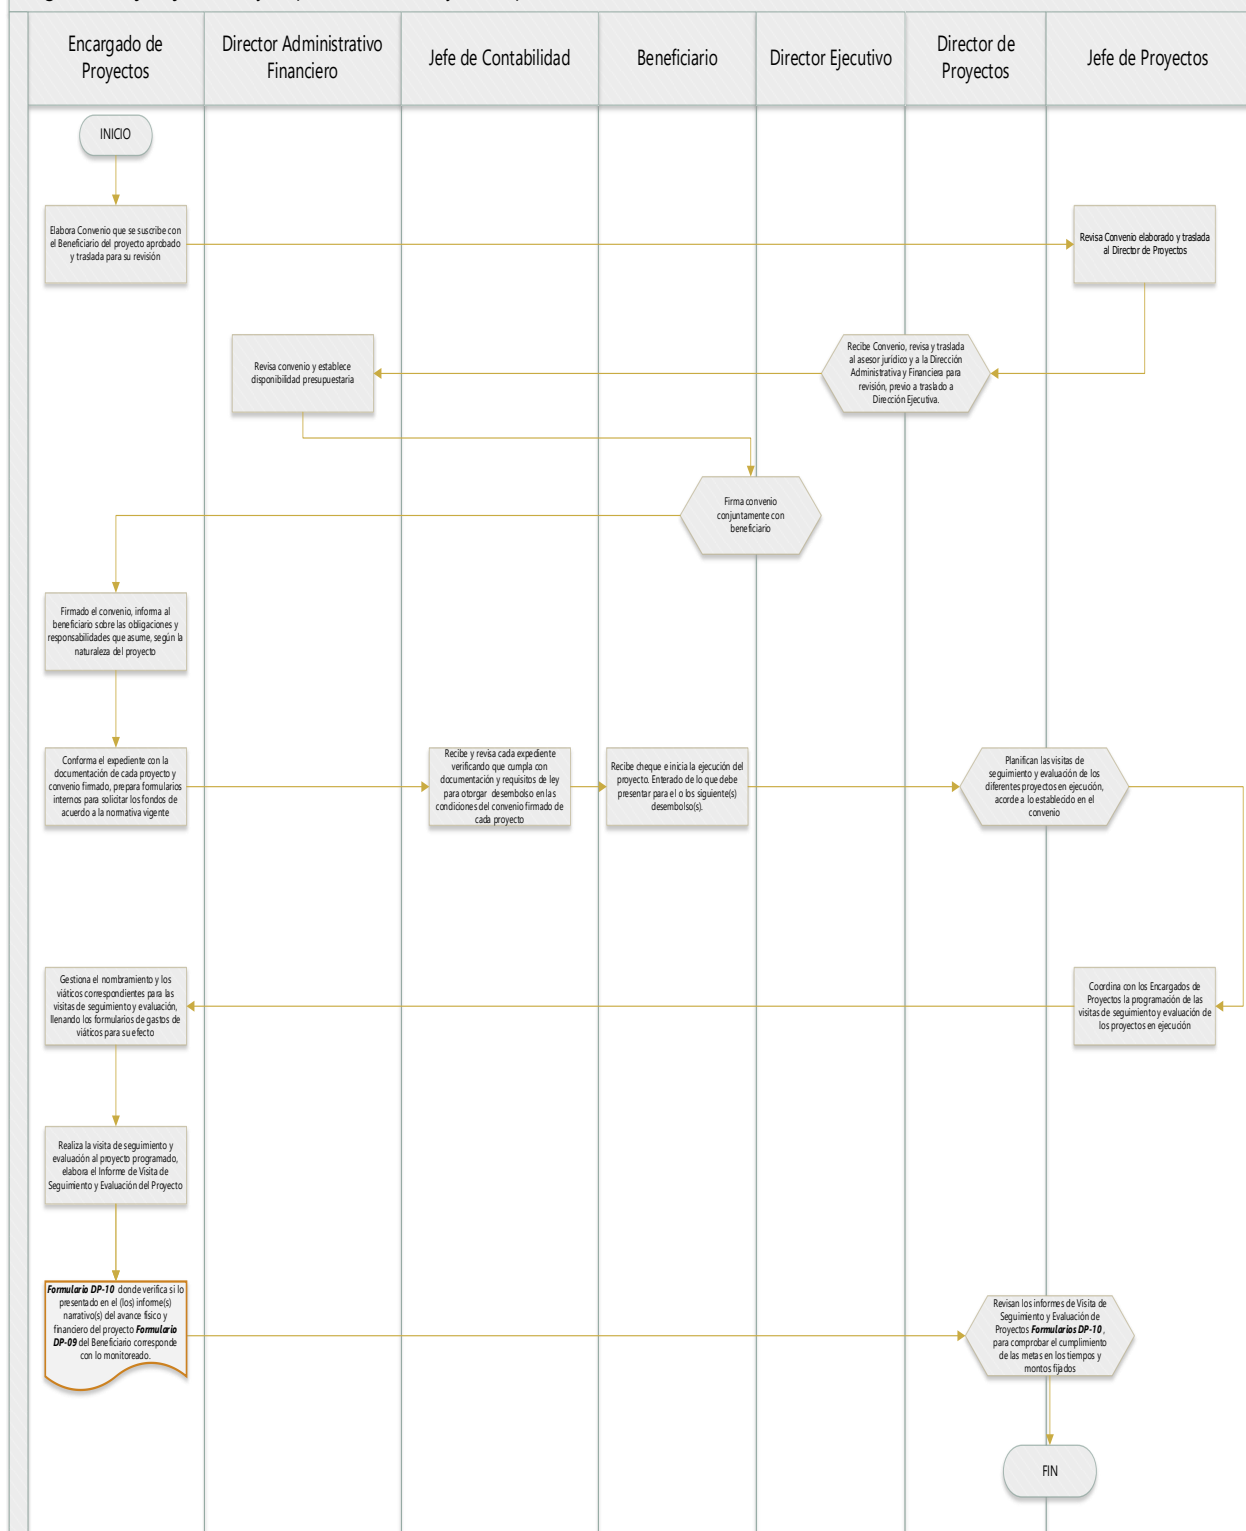 Encargado de
Proyectos
Director Administrativo
Financiero
Jefe de Contabilidad
Beneficiario
Director Ejecutivo
Director de
Proyectos
Jefe de Proyectos
INICIO
Elabora Convenio que se suscribe con
el Beneficiario del proyecto aprobado
y traslada para su revisión
Revisa Convenio elaborado y traslada
al Director de Proyectos
Recibe Convenio, revisa y traslada
al asesor jurídico y a la Dirección
Administrativa y Financiera para
revisión, previo a traslado a
Dirección Ejecutiva.
Revisa convenio y establece
disponibilidad presupuestaria
Firma convenio
conjuntamente con
beneficiario
Firmado el convenio, informa al
beneficiario sobre las obligaciones y
responsabilidades que asume, según la
naturaleza del proyecto
Conforma el expediente con la
documentación de cada proyecto y
convenio firmado, prepara formularios
internos para solicitar los fondos de
acuerdo a la normativa vigente
Recibe y revisa cada expediente
verificando que cumpla con
documentación y requisitos de ley
para otorgar desembolso en las
condiciones del convenio firmado de
cada proyecto
Recibe cheque e inicia la ejecución del
proyecto. Enterado de lo que debe
presentar para el o los siguiente(s)
desembolso(s).
Planifican las visitas de
seguimiento y evaluación de los
diferentes proyectos en ejecución,
acorde a lo establecido en el
convenio
Coordina con los Encargados de
Proyectos la programación de las
visitas de seguimiento y evaluación de
los proyectos en ejecución
Gestiona el nombramiento y los
viáticos correspondientes para las
visitas de seguimiento y evaluación,
llenando los formularios de gastos de
viáticos para su efecto
Realiza la visita de seguimiento y
evaluación al proyecto programado,
elabora el Informe de Visita de
Seguimiento y Evaluación del Proyecto
Formulario DP-10 donde verifica si lo
presentado en el (los) informe(s)
narrativo(s) del avance físico y
financiero del proyecto Formulario
DP-09 del Beneficiario corresponde
con lo monitoreado.
Revisan los informes de Visita de
Seguimiento y Evaluación de
Proyectos Formularios DP-10 ,
para comprobar el cumplimiento
de las metas en los tiempos y
montos fijados
FIN